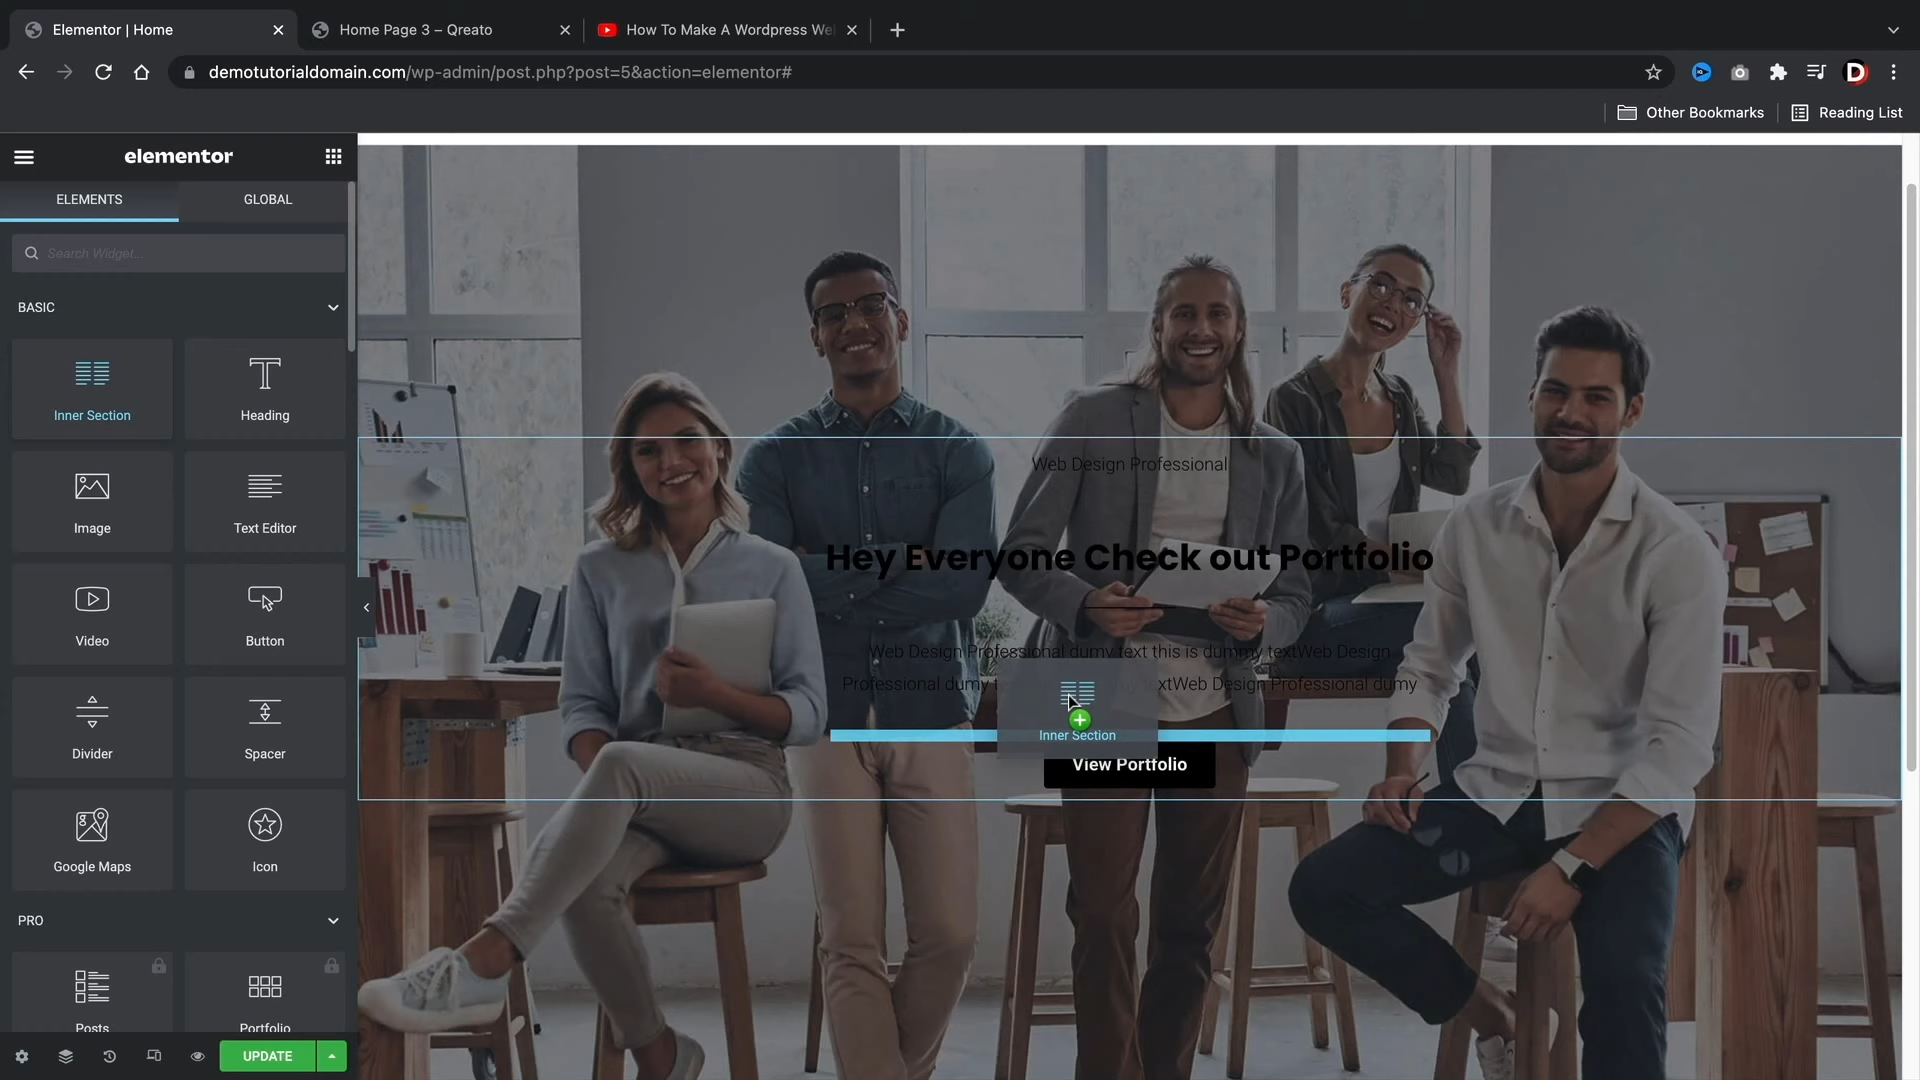 Elementor | Home
Home Page 3 – Qreato
How To Make A Wordpress We
demotutorialdomain.com/wp-admin/post.php?post=5&action=elementor#
Other Bookmarks
Reading List
elementor
ELEMENTS
GLOBAL
Search Widget...
BASIC
Inner Section
Heading
Image
Text Editor
Video
Button
Divider
Spacer
Google Maps
Icon
PRO
Posts
Portfolio
UPDATE
Web Design Professional
Hey Everyone Check out Portfolio
Web Design Professional dumy text this is dummy textWeb Design
Professional dumy textWeb Design Professional dumy
Inner Section
View Portfolio